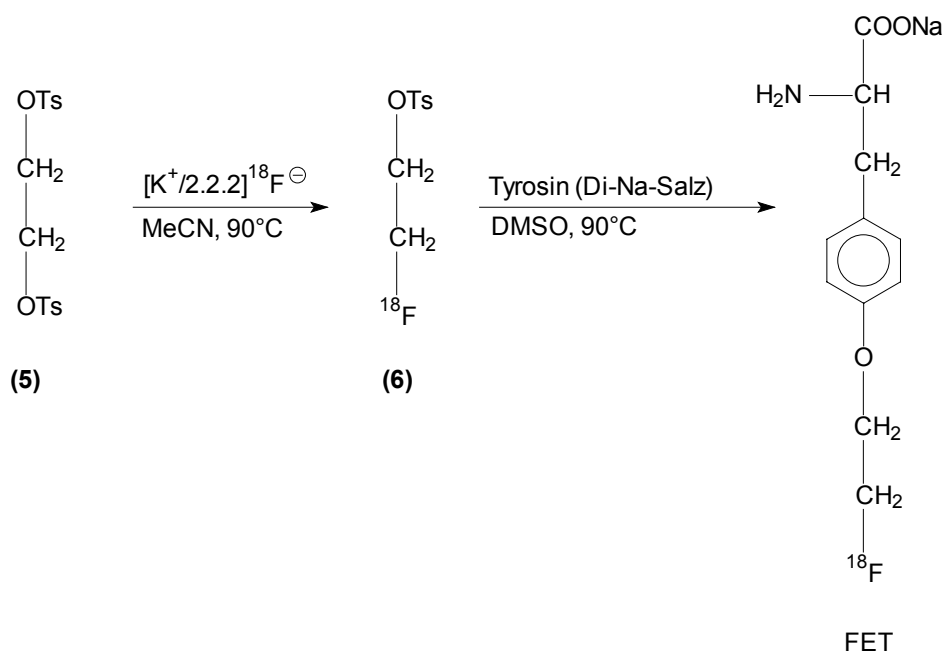 OTs
CH₂
CH₂
OTs
(5)
[K⁺/2.2.2]¹⁸F⊖
MeCN, 90°C
OTs
CH₂
CH₂
¹⁸F
(6)
Tyrosin (Di-Na-Salz)
DMSO, 90°C
COONa
H₂N CH
CH₂
O
CH₂
CH₂
¹⁸F
FET